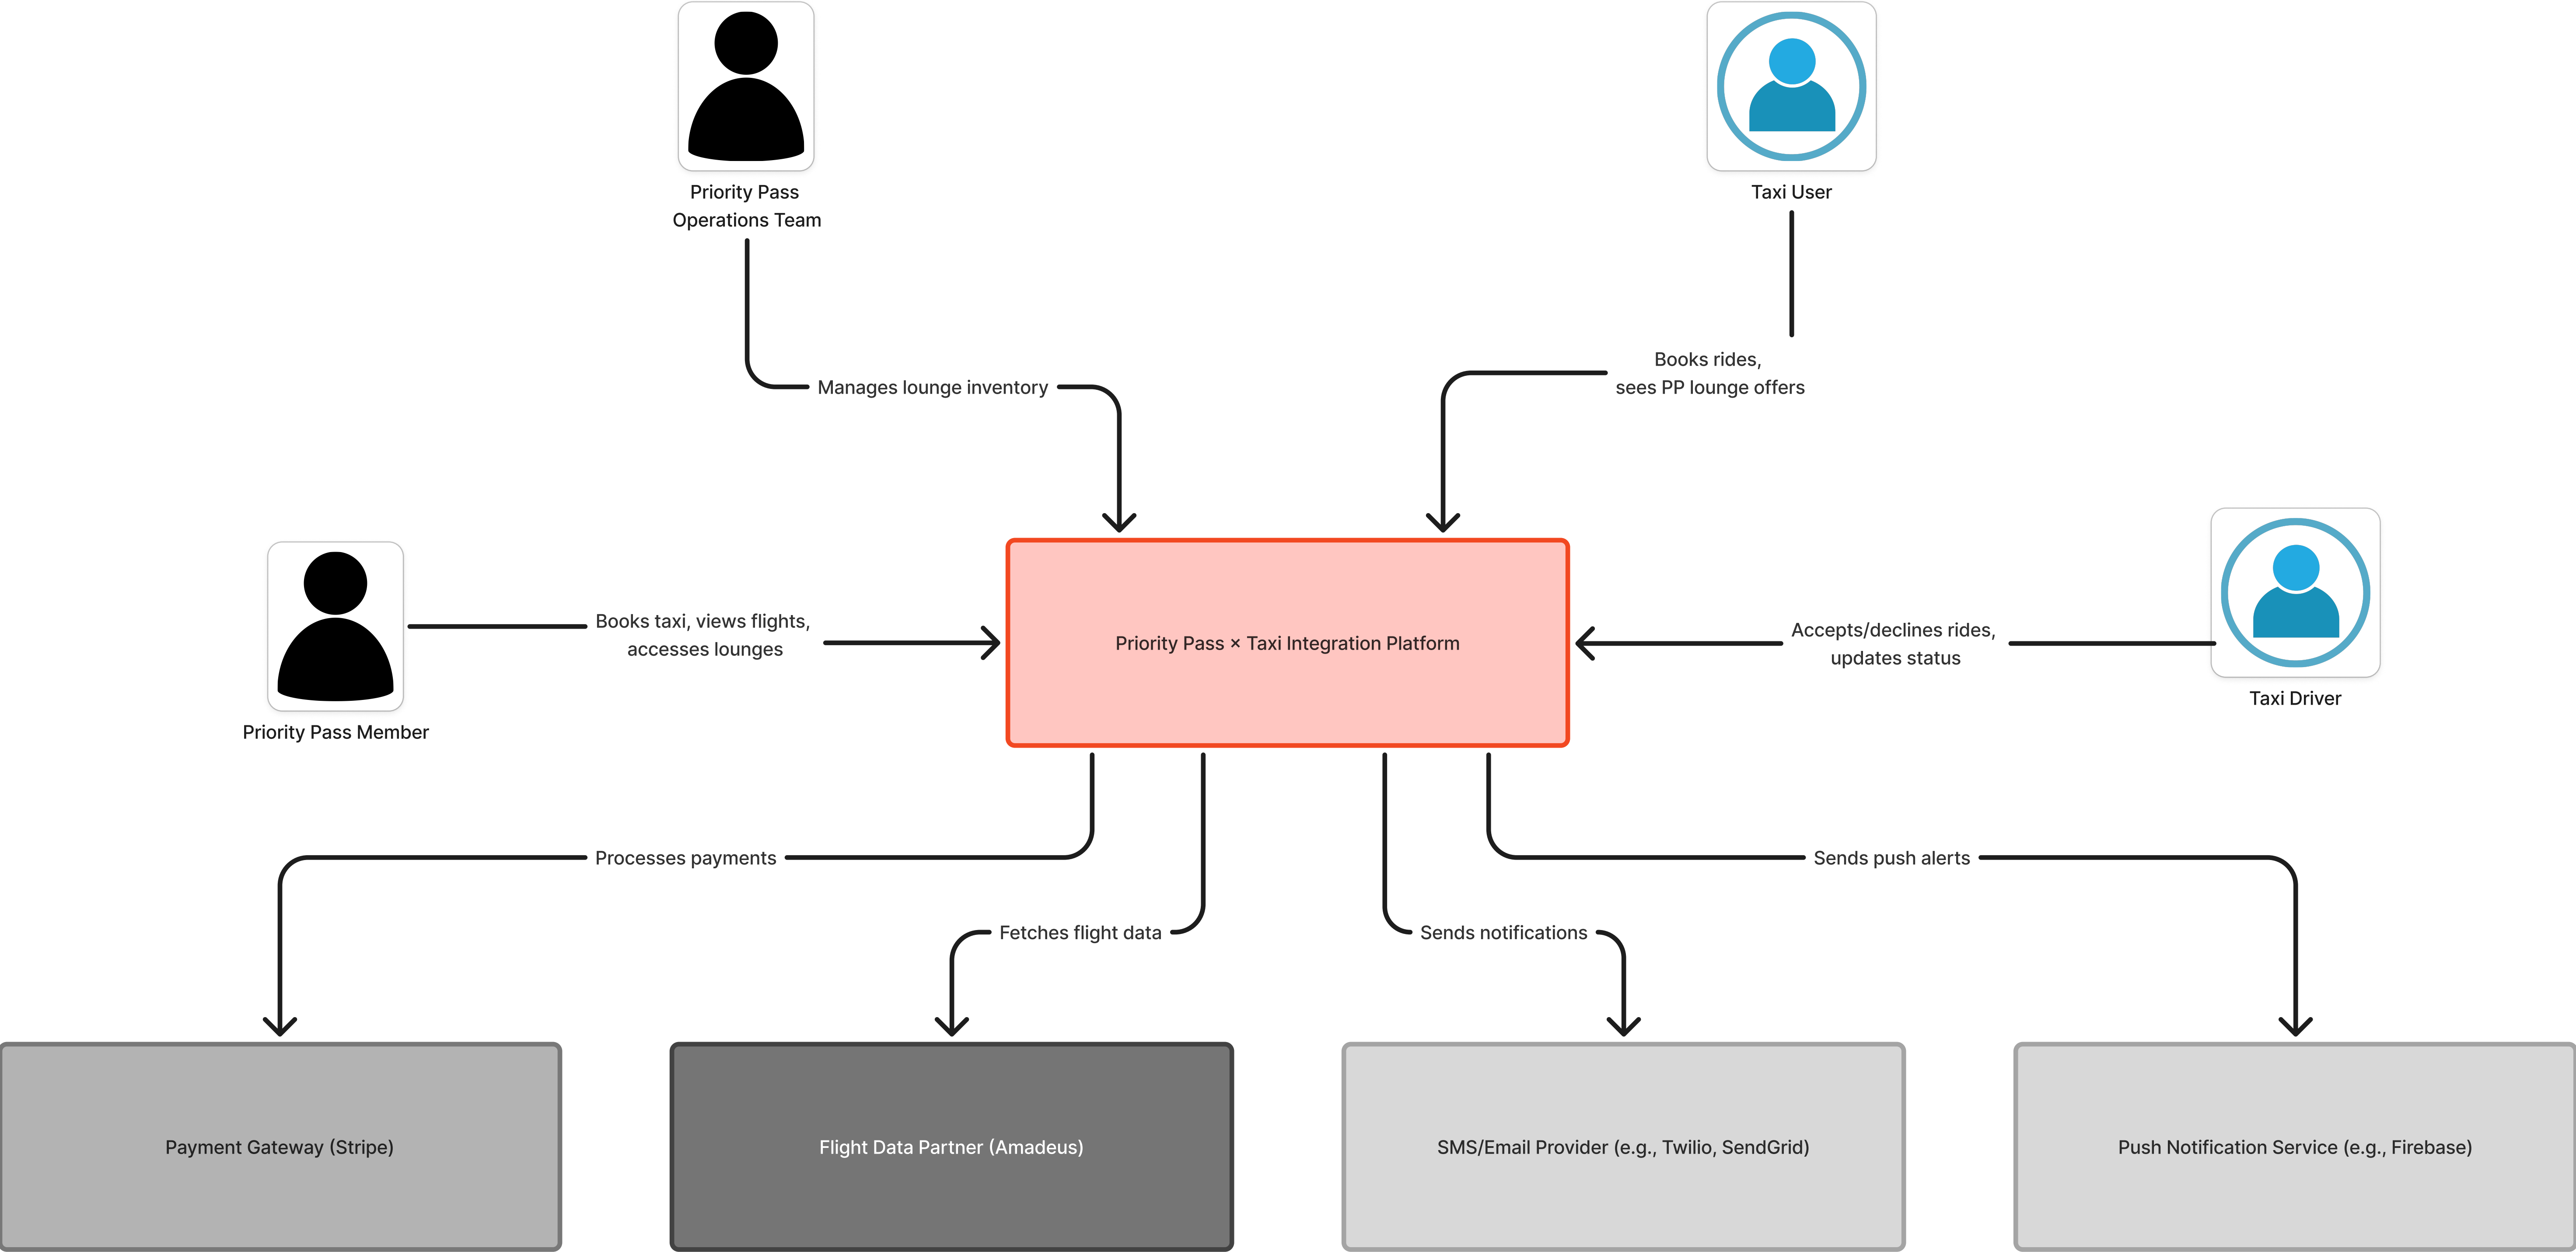 Priority Pass
Operations Team
Taxi User
Manages lounge inventory
Books rides,
sees PP lounge offers
Books taxi, views flights,
accesses lounges
Priority Pass Member
Priority Pass × Taxi Integration Platform
Accepts/declines rides,
updates status
Taxi Driver
Processes payments
Sends push alerts
Fetches flight data
Sends notifications
Payment Gateway (Stripe)
Flight Data Partner (Amadeus)
SMS/Email Provider (e.g., Twilio, SendGrid)
Push Notification Service (e.g., Firebase)